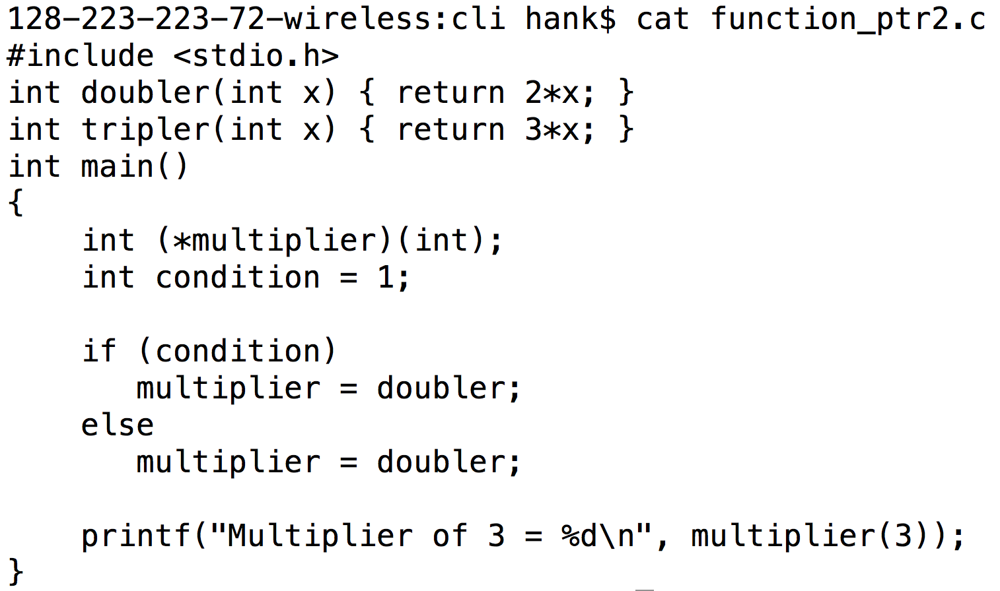 128-223-223-72-wireless:cli hank$ cat function_ptr2.c
#include <stdio.h>
int doubler(int x) { return 2*x; }
int tripler(int x) { return 3*x; }
int main()
{
    int (*multiplier)(int);
    int condition = 1;

    if (condition)
       multiplier = doubler;
    else
       multiplier = doubler;

    printf("Multiplier of 3 = %d\n", multiplier(3));
}